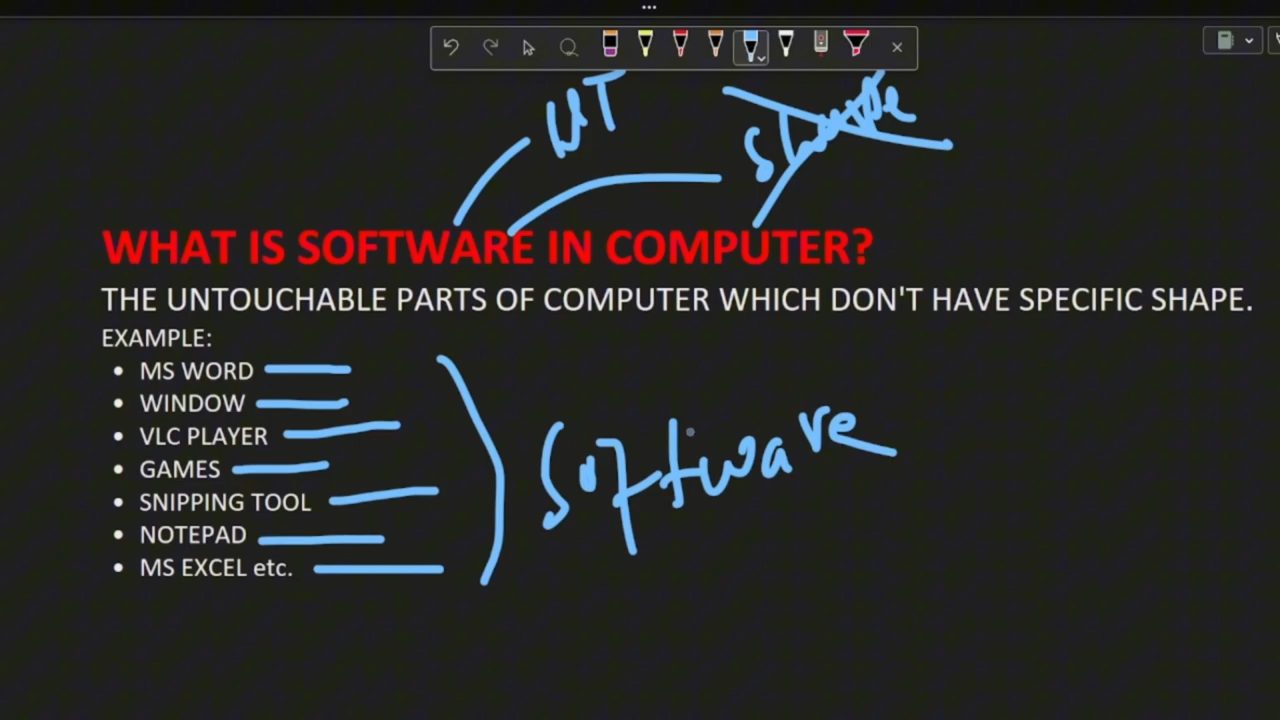 UT
Shape
WHAT IS SOFTWARE IN COMPUTER?
THE UNTOUCHABLE PARTS OF COMPUTER WHICH DON'T HAVE SPECIFIC SHAPE.
EXAMPLE:
• MS WORD
• WINDOW
• VLC PLAYER
• GAMES
• SNIPPING TOOL
• NOTEPAD
• MS EXCEL etc.
Software